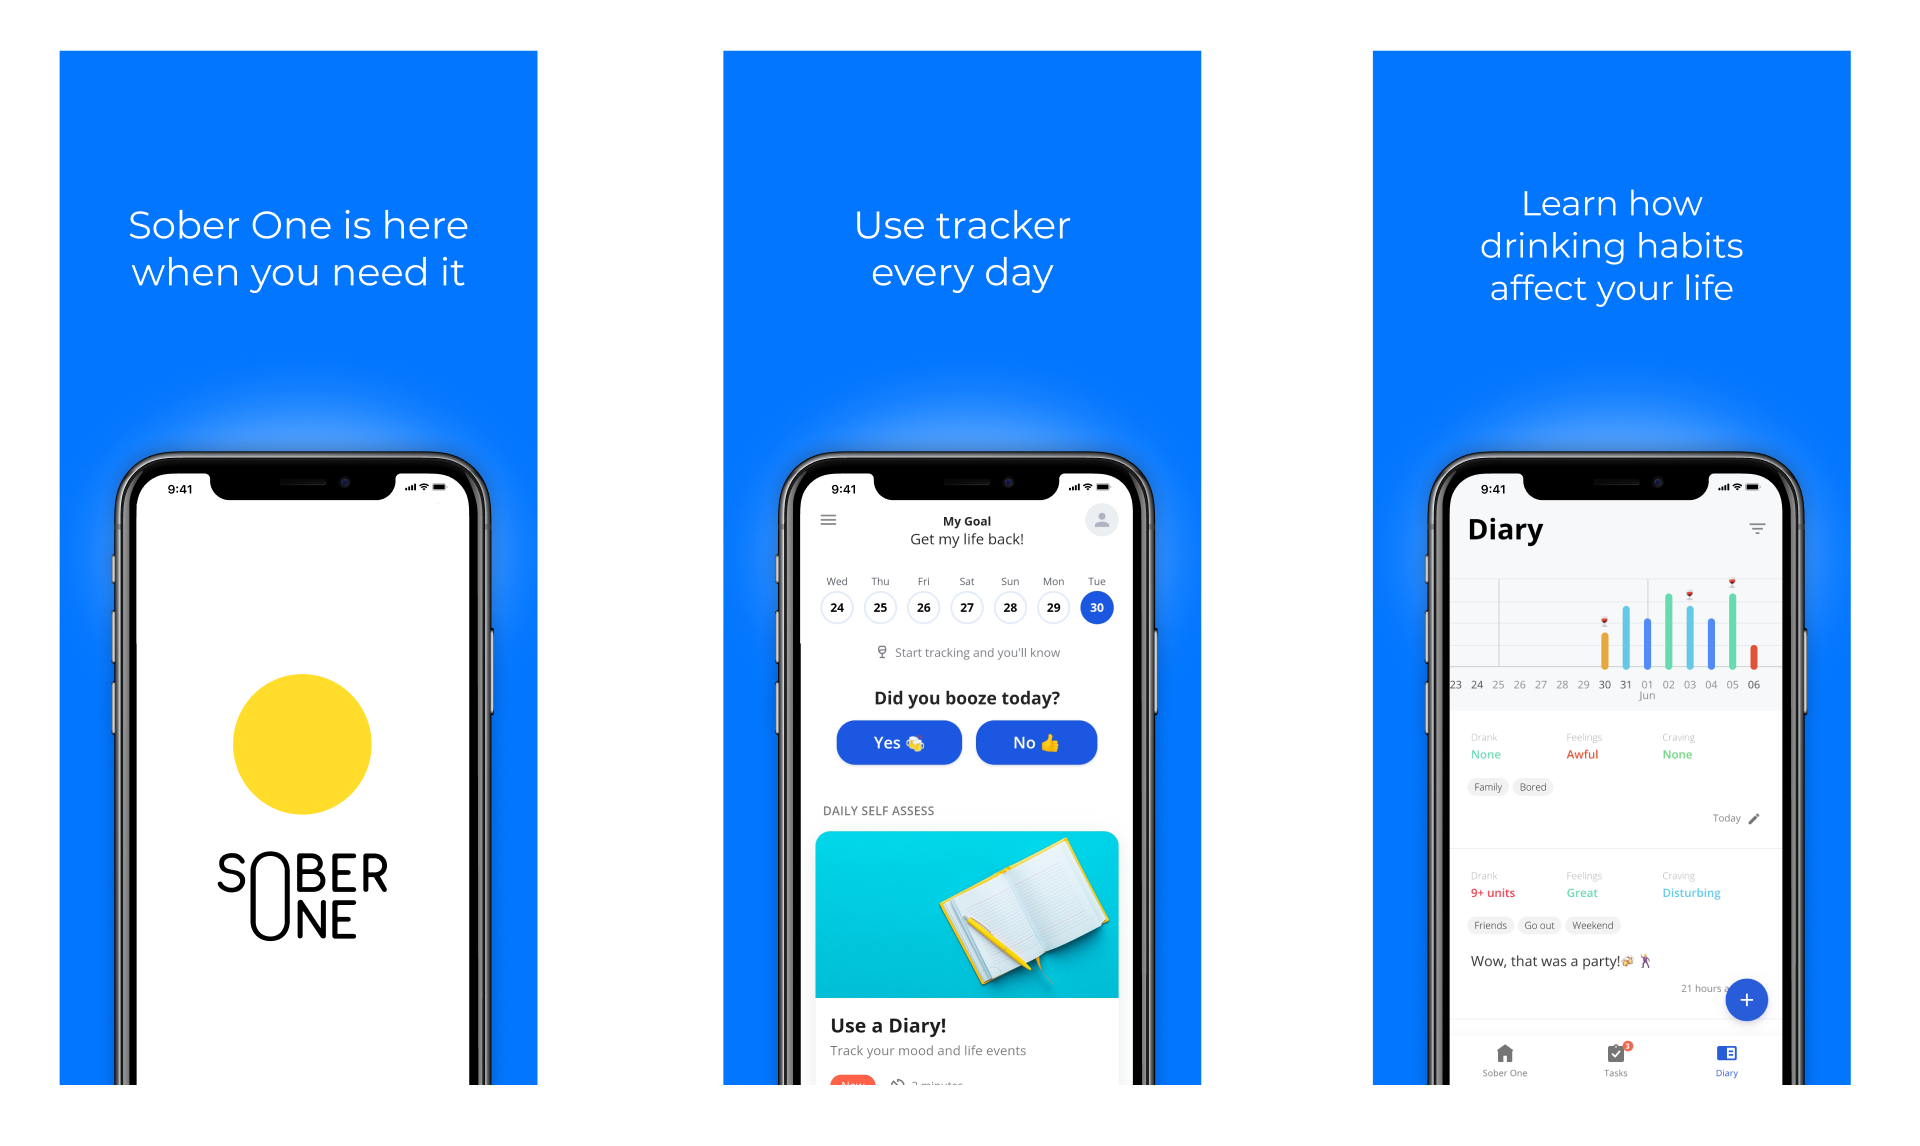 Sober One is here
when you need it
9:41
SOBER
ONE
Use tracker
every day
9:41
My Goal
Get my life back!
Wed Thu Fri Sat Sun Mon Tue
24 25 26 27 28 29 30
Start tracking and you'll know
Did you booze today?
Yes No
DAILY SELF ASSESS
Use a Diary!
Track your mood and life events
New 2 minutes
Learn how
drinking habits
affect your life
9:41
Diary
23 24 25 26 27 28 29 30 31 01 02 03 04 05 06
Jun
Drank Feelings Craving
None Awful None
Family Bored
Today
Drank Feelings Craving
9+ units Great Disturbing
Friends Go out Weekend
Wow, that was a party!
21 hours
+
3
Sober One Tasks Diary